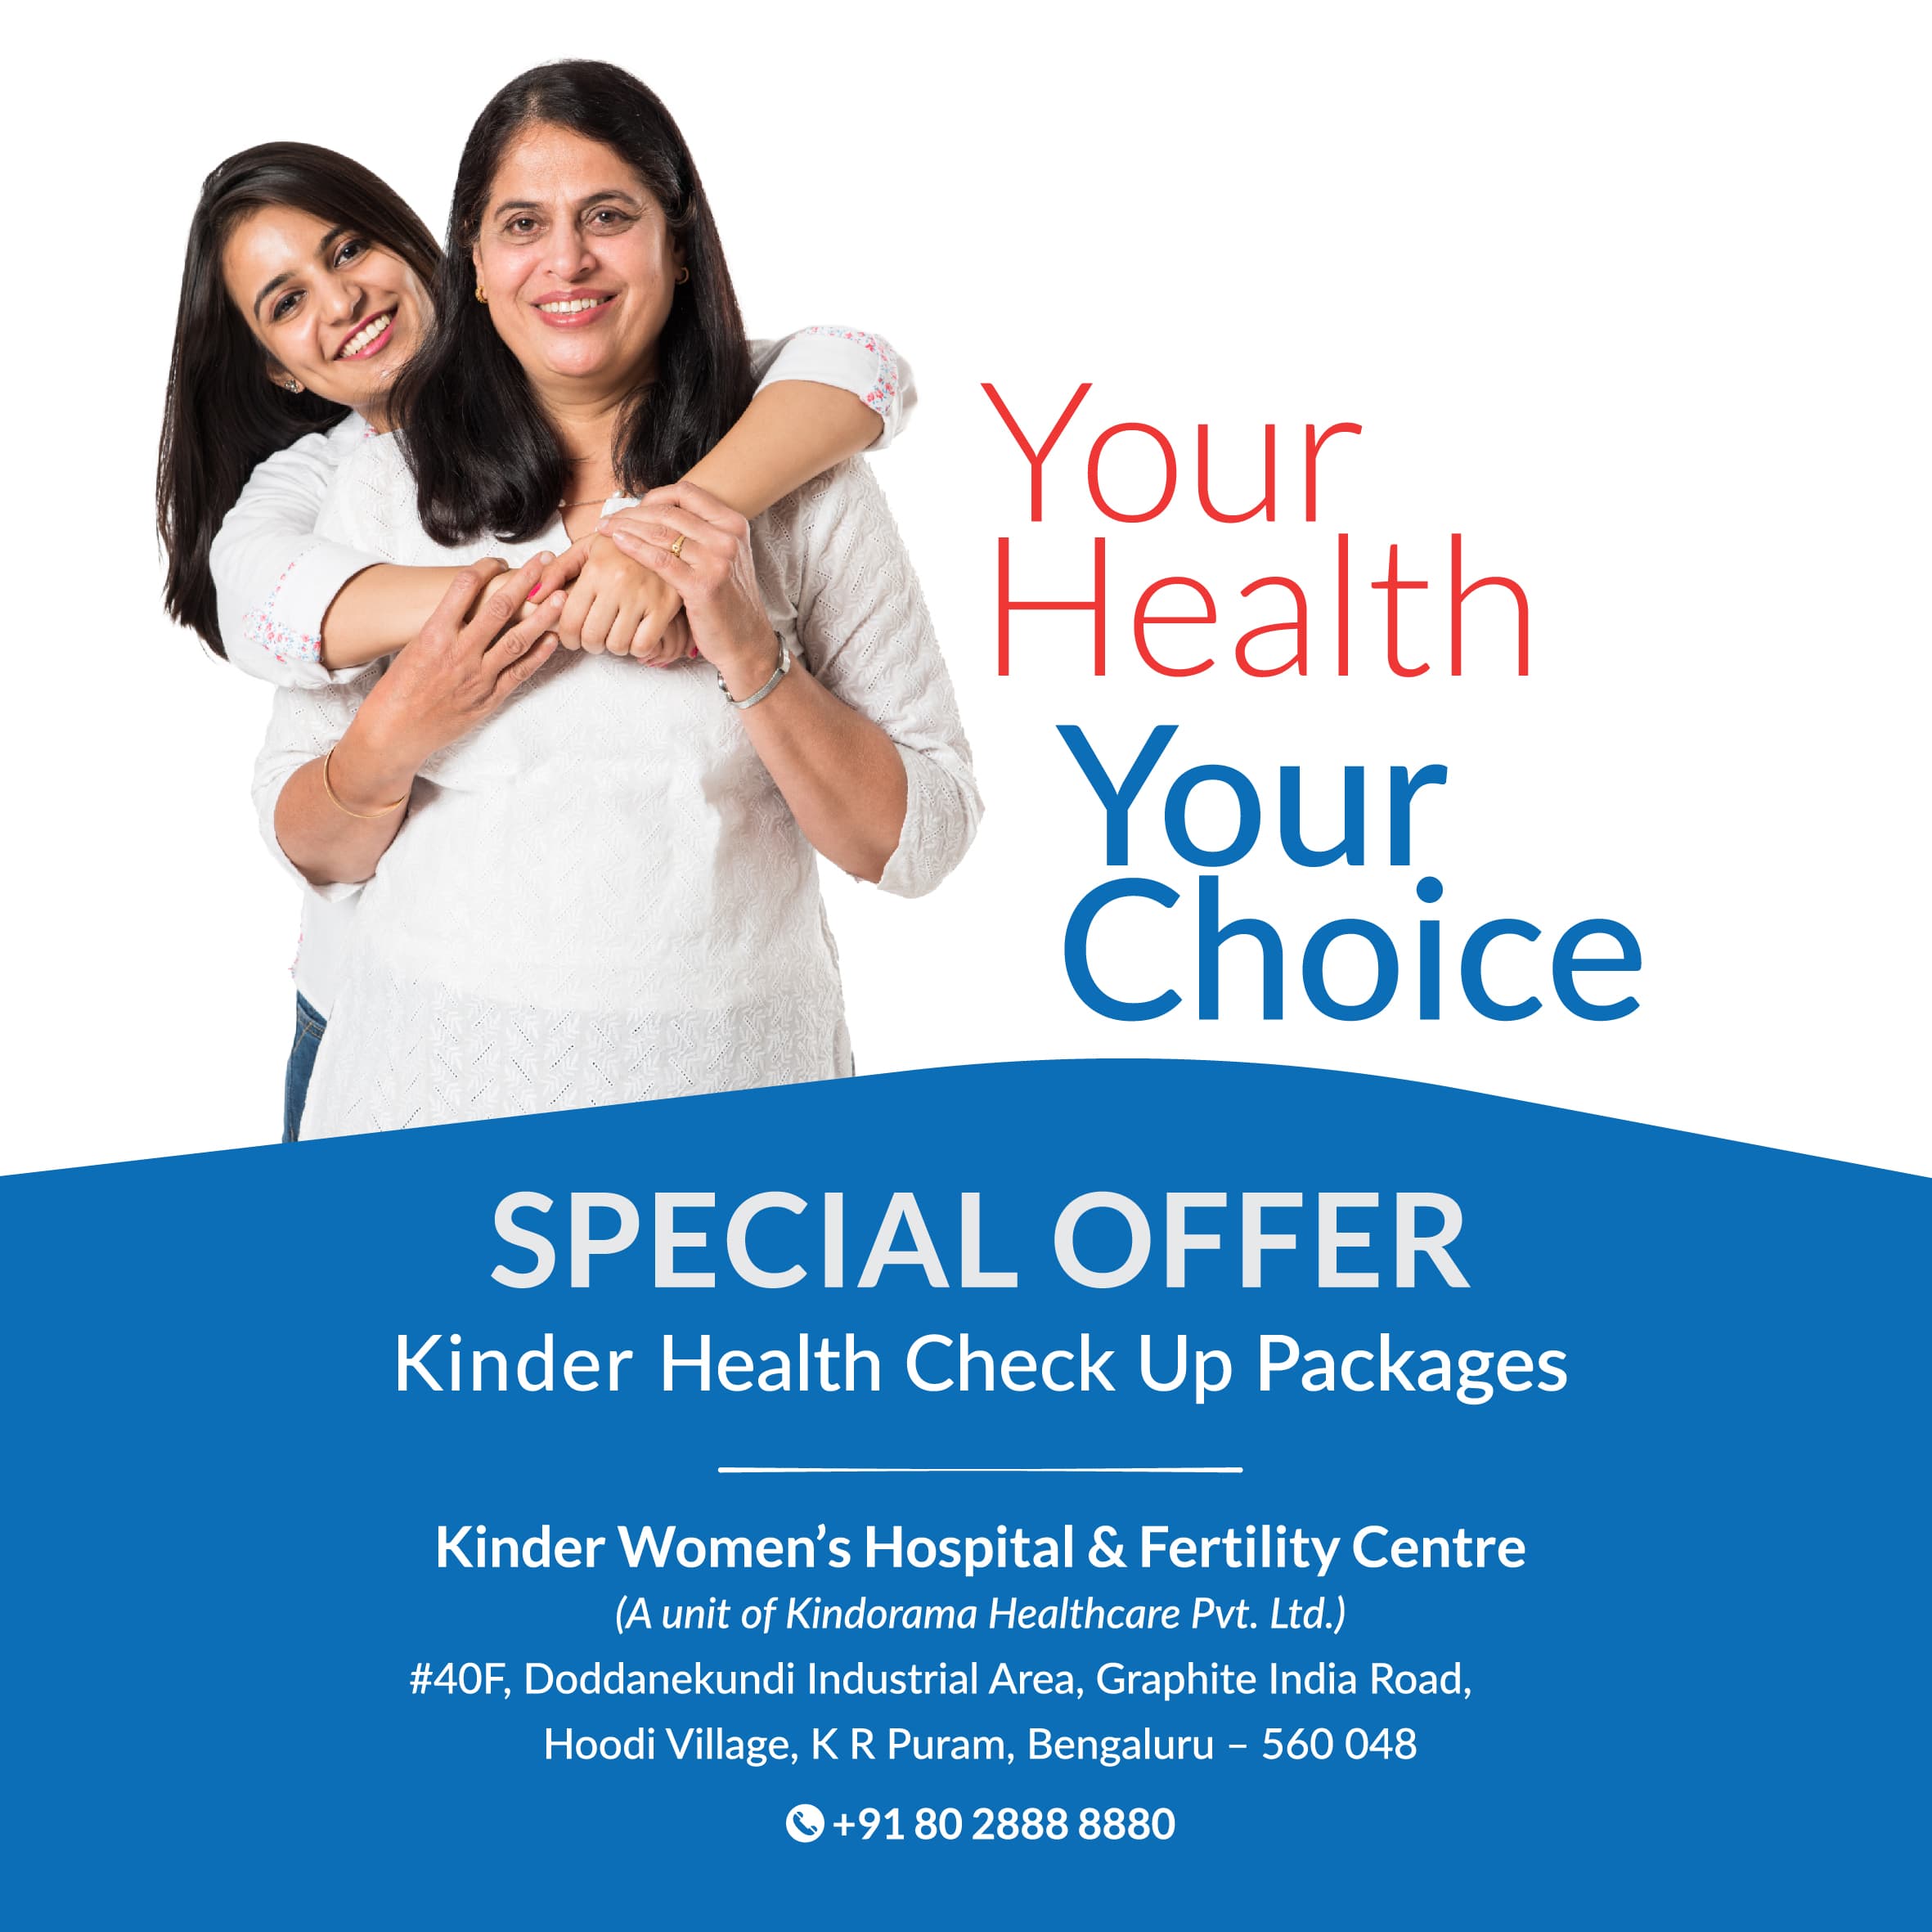 Your
Health
Your
Choice
SPECIAL OFFER
Kinder Health Check Up Packages
Kinder Women’s Hospital & Fertility Centre
(A unit of Kindorama Healthcare Pvt. Ltd.)
#40F, Doddanekundi Industrial Area, Graphite India Road,
Hoodi Village, K R Puram, Bengaluru – 560 048
+91 80 2888 8880